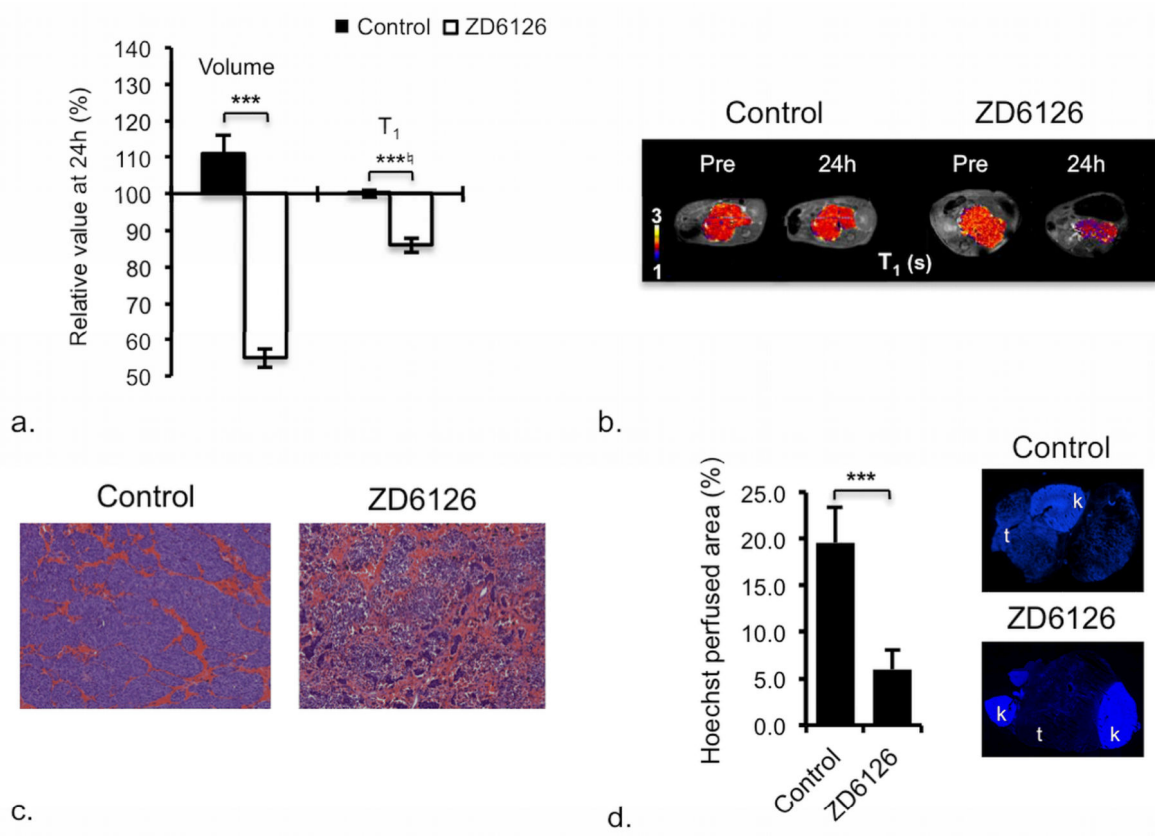 ■ Control □ ZD6126
Relative value at 24h (%)
140
130
120
110
100
90
80
70
60
50
Volume
***
T1
***♮
a.
Control ZD6126
Pre 24h Pre 24h
3
1
T1 (s)
b.
Control ZD6126
c.
Hoechst perfused area (%)
25.0
20.0
15.0
10.0
5.0
0.0
***
Control
ZD6126
Control
k
t
ZD6126
k
t
k
d.